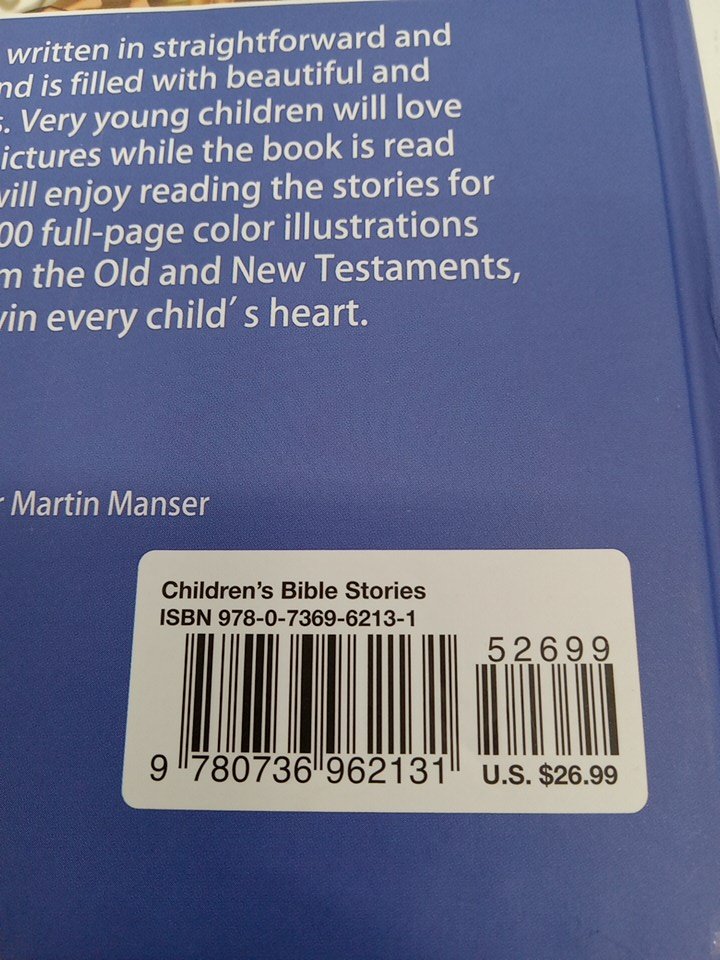 written in straightforward and
nd is filled with beautiful and
s. Very young children will love
ictures while the book is read
will enjoy reading the stories for
00 full-page color illustrations
m the Old and New Testaments,
vin every child´s heart.
r Martin Manser
Children's Bible Stories
ISBN 978-0-7369-6213-1
52699
9 780736 962131
U.S. $26.99